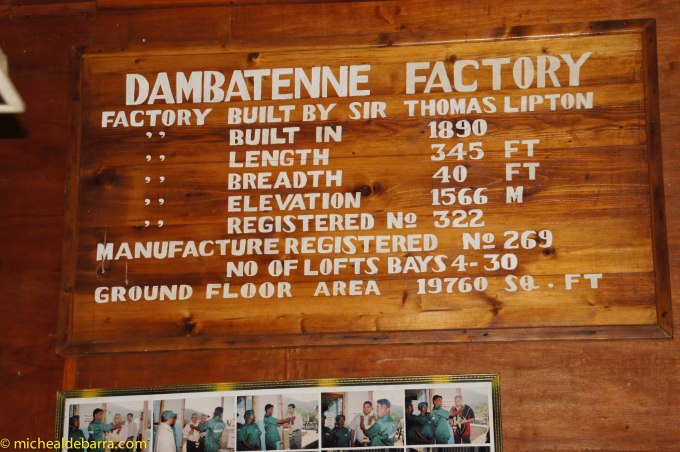 DAMBATENNE FACTORY
FACTORY BUILT BY SIR THOMAS LIPTON
,, BUILT IN 1890
,, LENGTH 345 FT
,, BREADTH 40 FT
,, ELEVATION 1566 M
,, REGISTERED No 322
MANUFACTURE REGISTERED No 269
NO OF LOFTS BAYS 4-30
GROUND FLOOR AREA 19760 SQ. FT
© michealdebarra.com